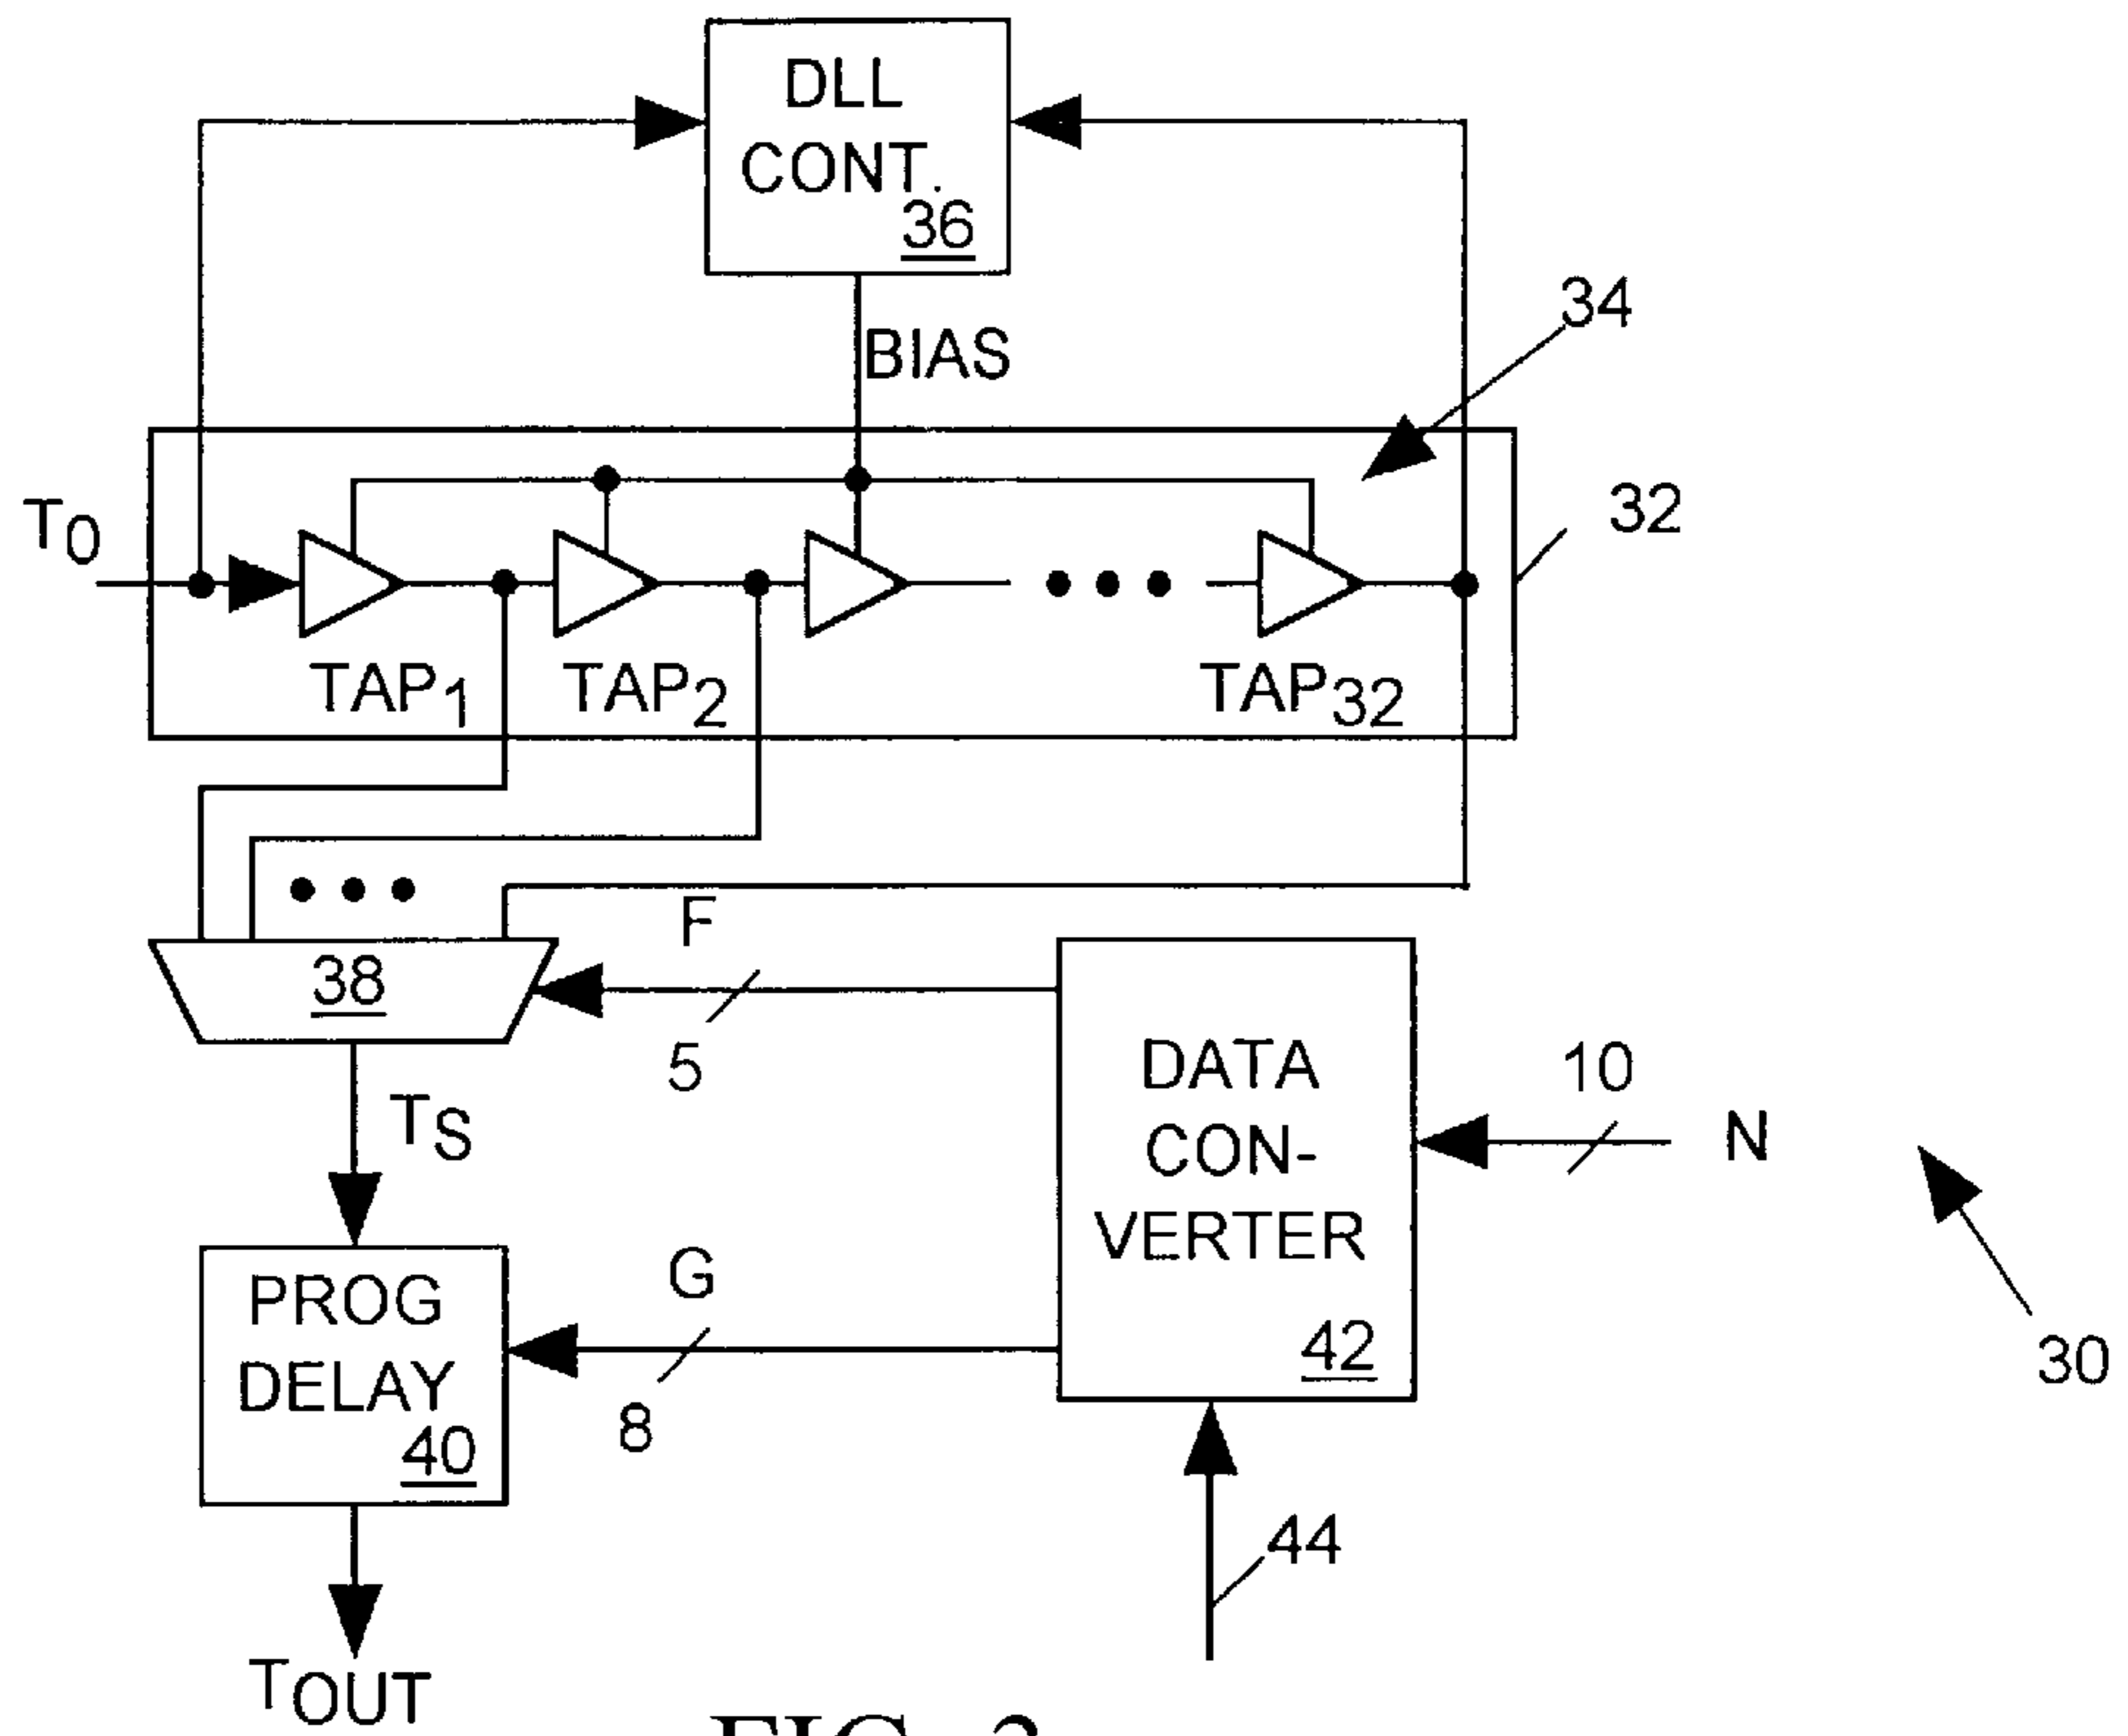 DLL
CONT.
36
BIAS
34
32
T0
TAP1
TAP2
TAP32
38
F
5
TS
DATA
CON-
VERTER
42
10
N
30
PROG
DELAY
40
G
8
44
TOUT